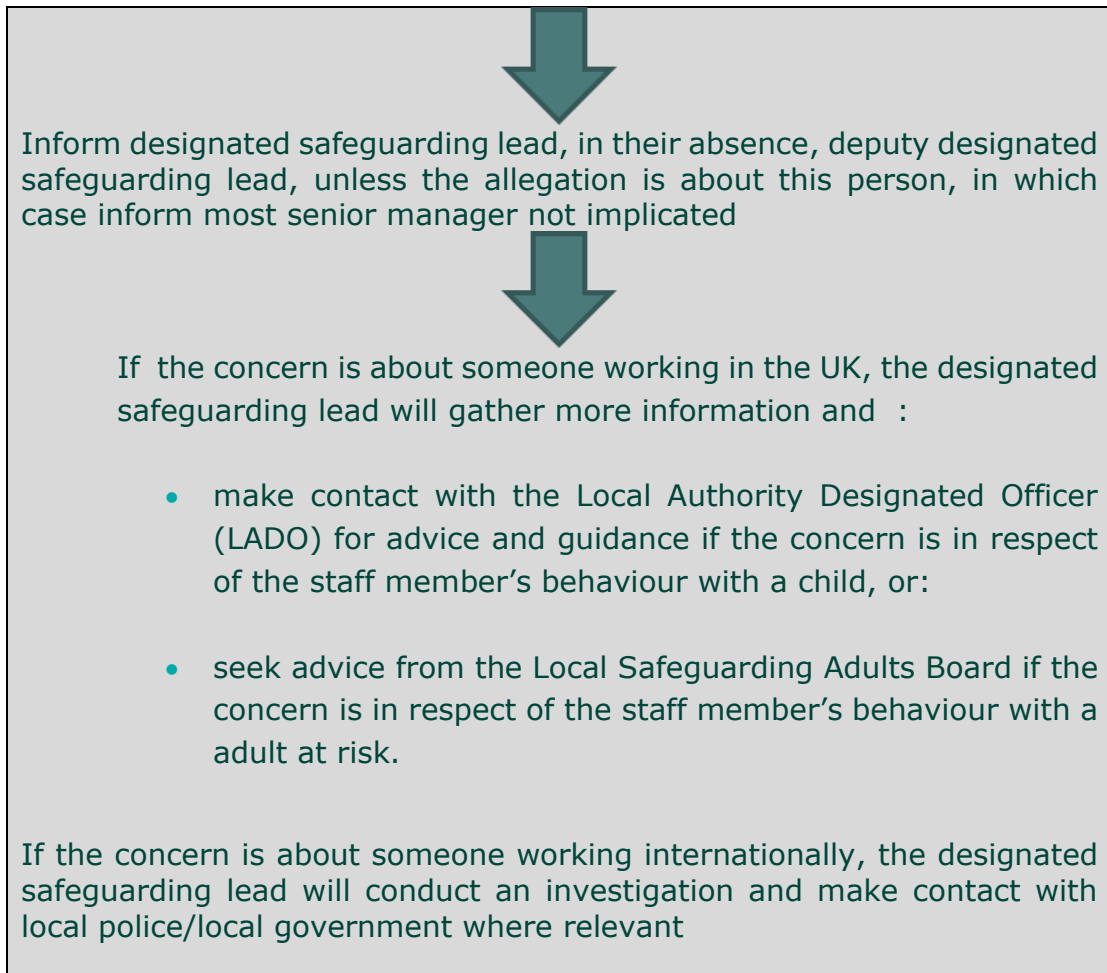 Inform designated safeguarding lead, in their absence, deputy designated
safeguarding lead, unless the allegation is about this person, in which
case inform most senior manager not implicated
If the concern is about someone working in the UK, the designated
safeguarding lead will gather more information and :
• make contact with the Local Authority Designated Officer
(LADO) for advice and guidance if the concern is in respect
of the staff member’s behaviour with a child, or:
• seek advice from the Local Safeguarding Adults Board if the
concern is in respect of the staff member’s behaviour with a
adult at risk.
If the concern is about someone working internationally, the designated
safeguarding lead will conduct an investigation and make contact with
local police/local government where relevant